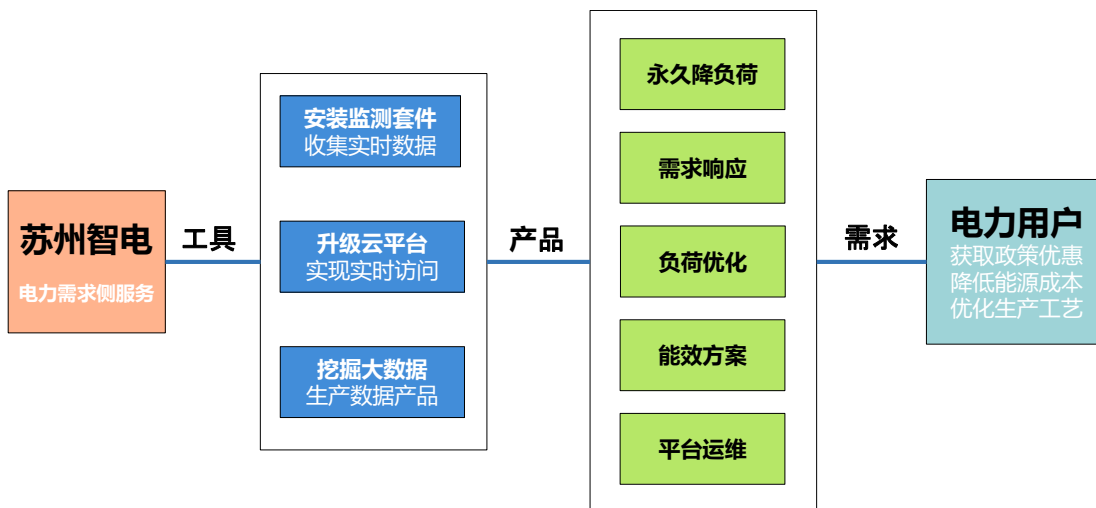 苏州智电
电力需求侧服务
工具
安装监测套件
收集实时数据
升级云平台
实现实时访问
挖掘大数据
生产数据产品
产品
永久降负荷
需求响应
负荷优化
能效方案
平台运维
需求
电力用户
获取政策优惠
降低能源成本
优化生产工艺